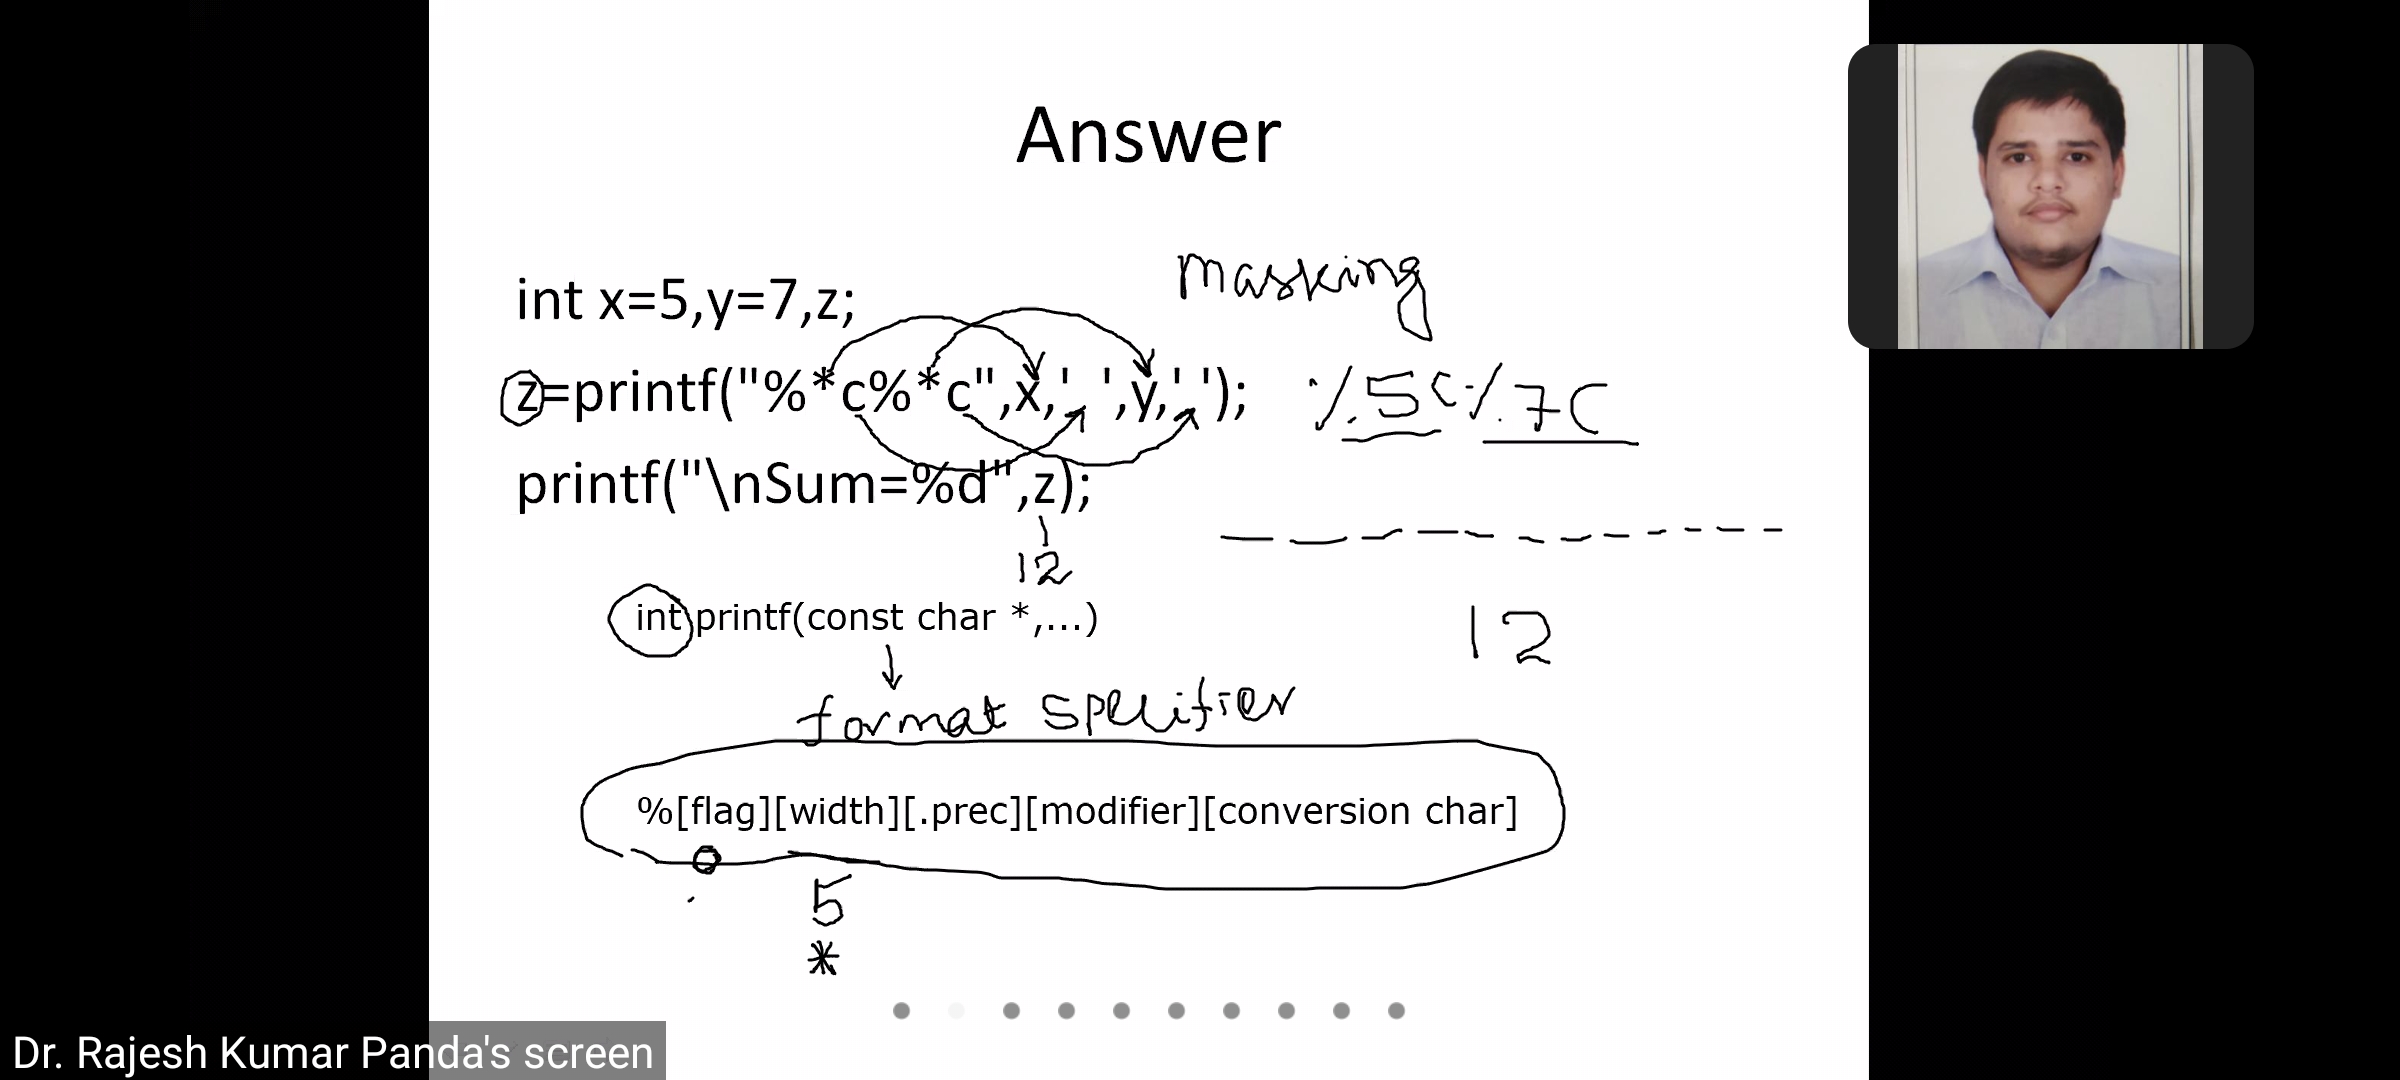 Answer
masking
int x=5,y=7,z;
z=printf("%*c%*c",x,' ',y,' '); %5c%7c
printf("\nSum=%d",z);
12
int printf(const char *,...)
12
format specifier
%[flag][width][.prec][modifier][conversion char]
5
*
Dr. Rajesh Kumar Panda's screen